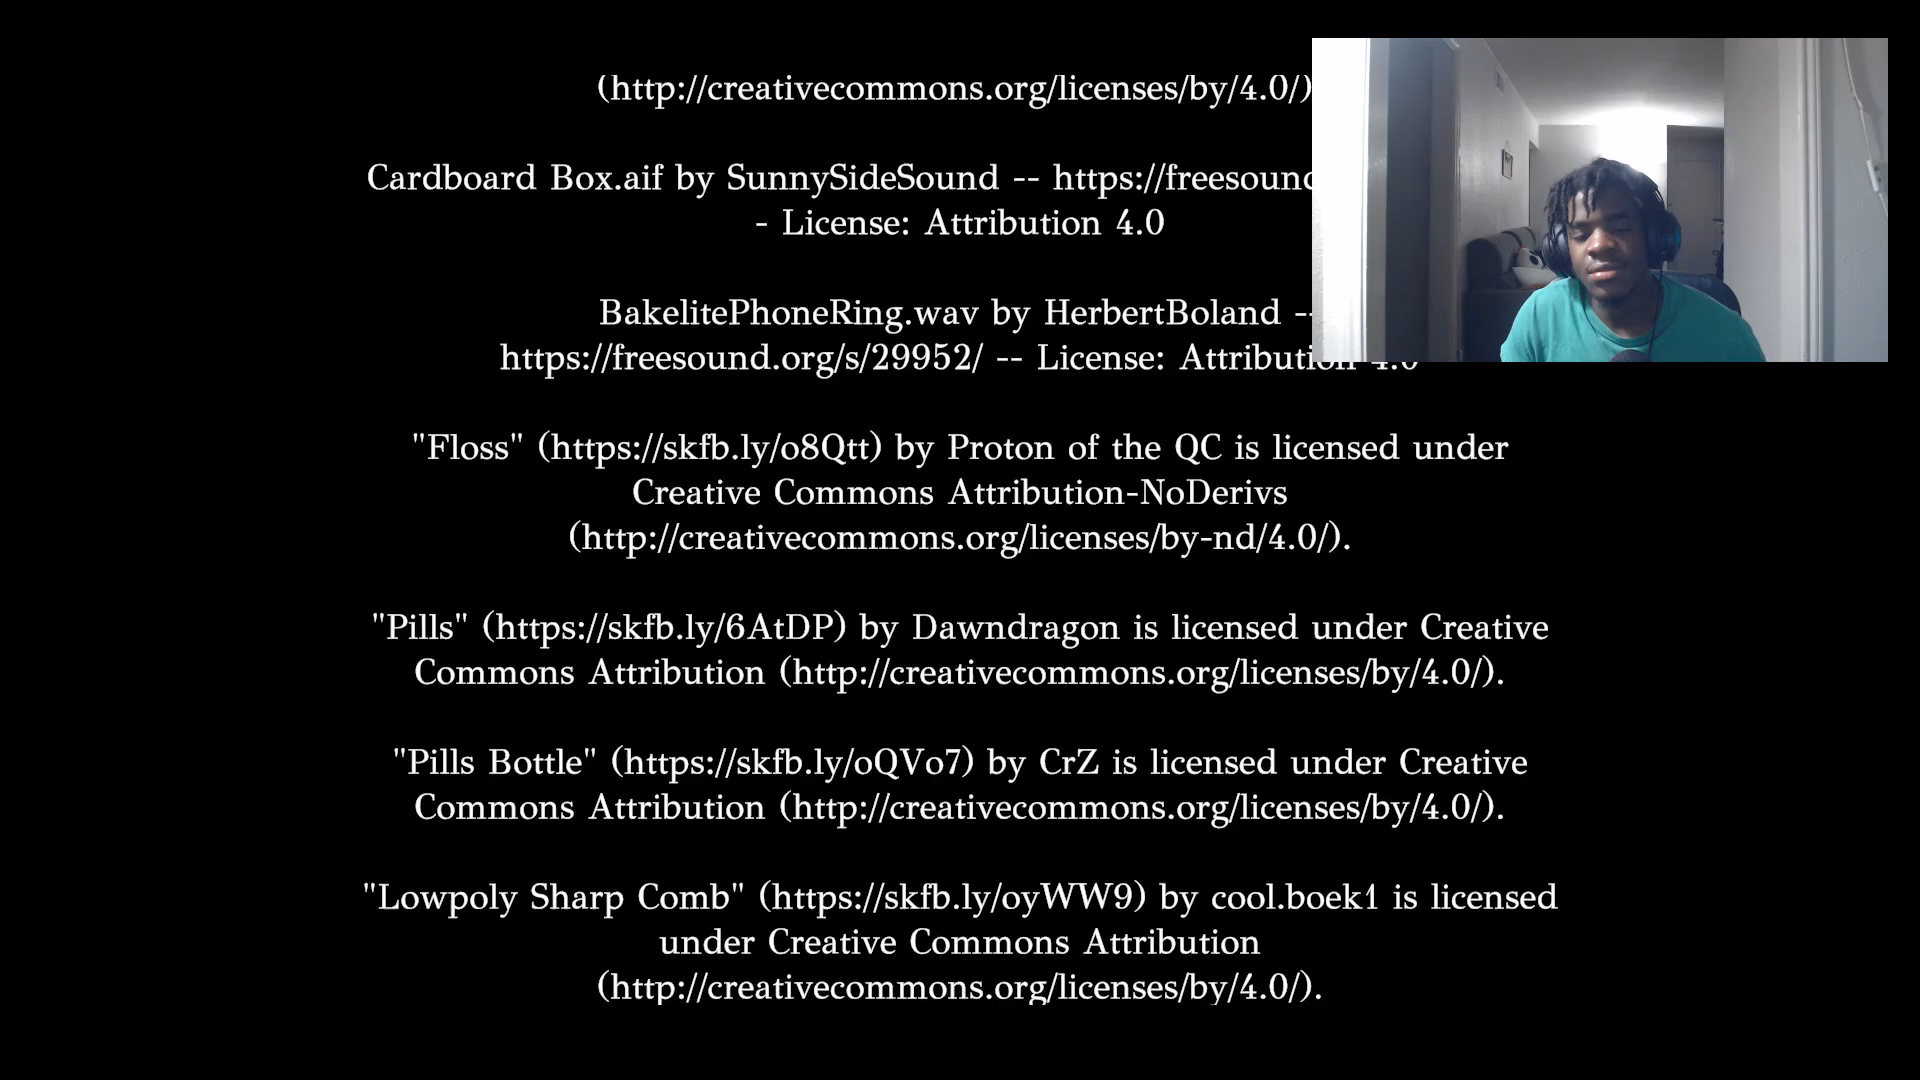 (http://creativecommons.org/licenses/by/4.0/)
Cardboard Box.aif by SunnySideSound -- https://freesound
- License: Attribution 4.0
BakelitePhoneRing.wav by HerbertBoland --
https://freesound.org/s/29952/ -- License: Attribution 4.0
"Floss" (https://skfb.ly/o8Qtt) by Proton of the QC is licensed under
Creative Commons Attribution-NoDerivs
(http://creativecommons.org/licenses/by-nd/4.0/).
"Pills" (https://skfb.ly/6AtDP) by Dawndragon is licensed under Creative
Commons Attribution (http://creativecommons.org/licenses/by/4.0/).
"Pills Bottle" (https://skfb.ly/oQVo7) by CrZ is licensed under Creative
Commons Attribution (http://creativecommons.org/licenses/by/4.0/).
"Lowpoly Sharp Comb" (https://skfb.ly/oyWW9) by cool.boek1 is licensed
under Creative Commons Attribution
(http://creativecommons.org/licenses/by/4.0/).